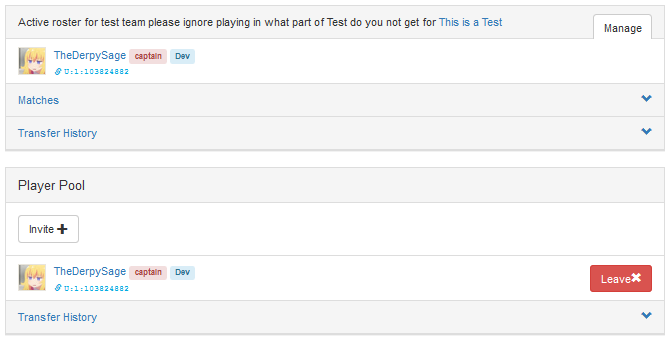 Active roster for test team please ignore playing in what part of Test do you not get for This is a Test
Manage
TheDerpySage captain Dev
U:1:103824882
Matches
Transfer History
Player Pool
Invite
TheDerpySage captain Dev
U:1:103824882
Leave
Transfer History